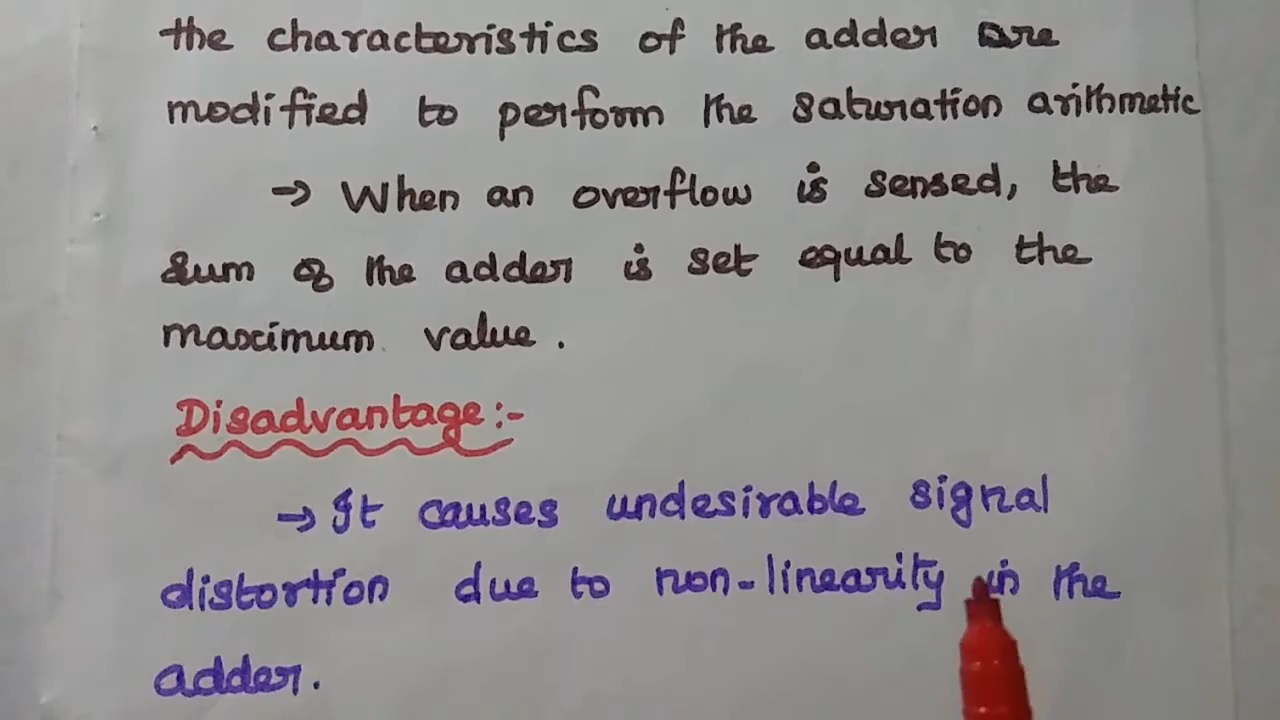 the characteristics of the adder are
modified to perform the saturation arithmetic
→ When an overflow is sensed, the
sum of the adder is set equal to the
maximum value.
Disadvantage:-
→ It causes undesirable signal
distortion due to non-linearity in the
adder.